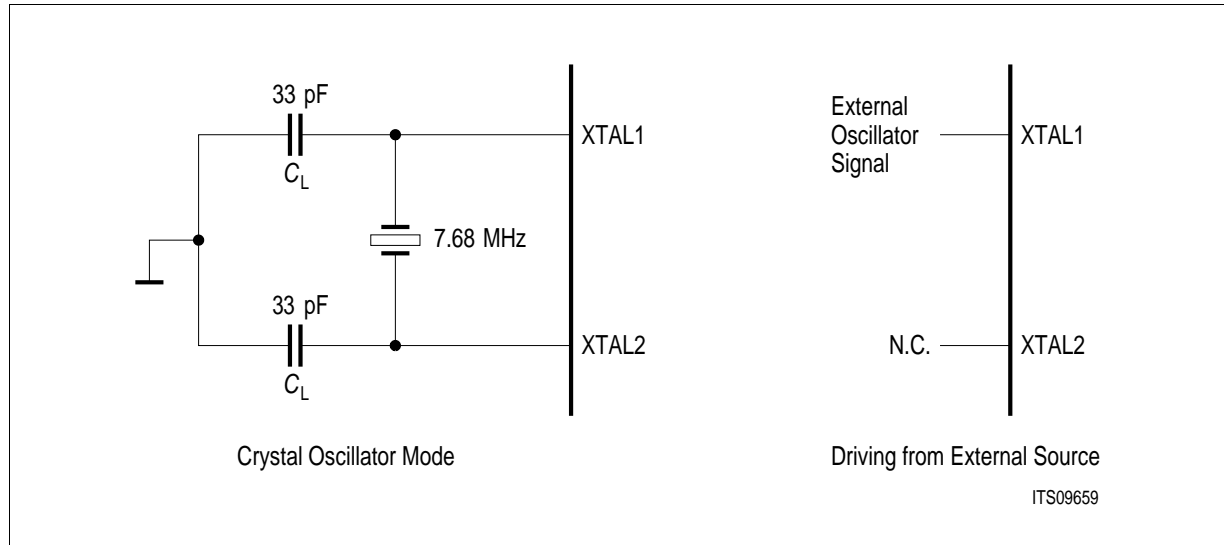 33 pF
C_L
XTAL1
7.68 MHz
33 pF
C_L
XTAL2
Crystal Oscillator Mode
External
Oscillator
Signal
XTAL1
N.C.
XTAL2
Driving from External Source
ITS09659